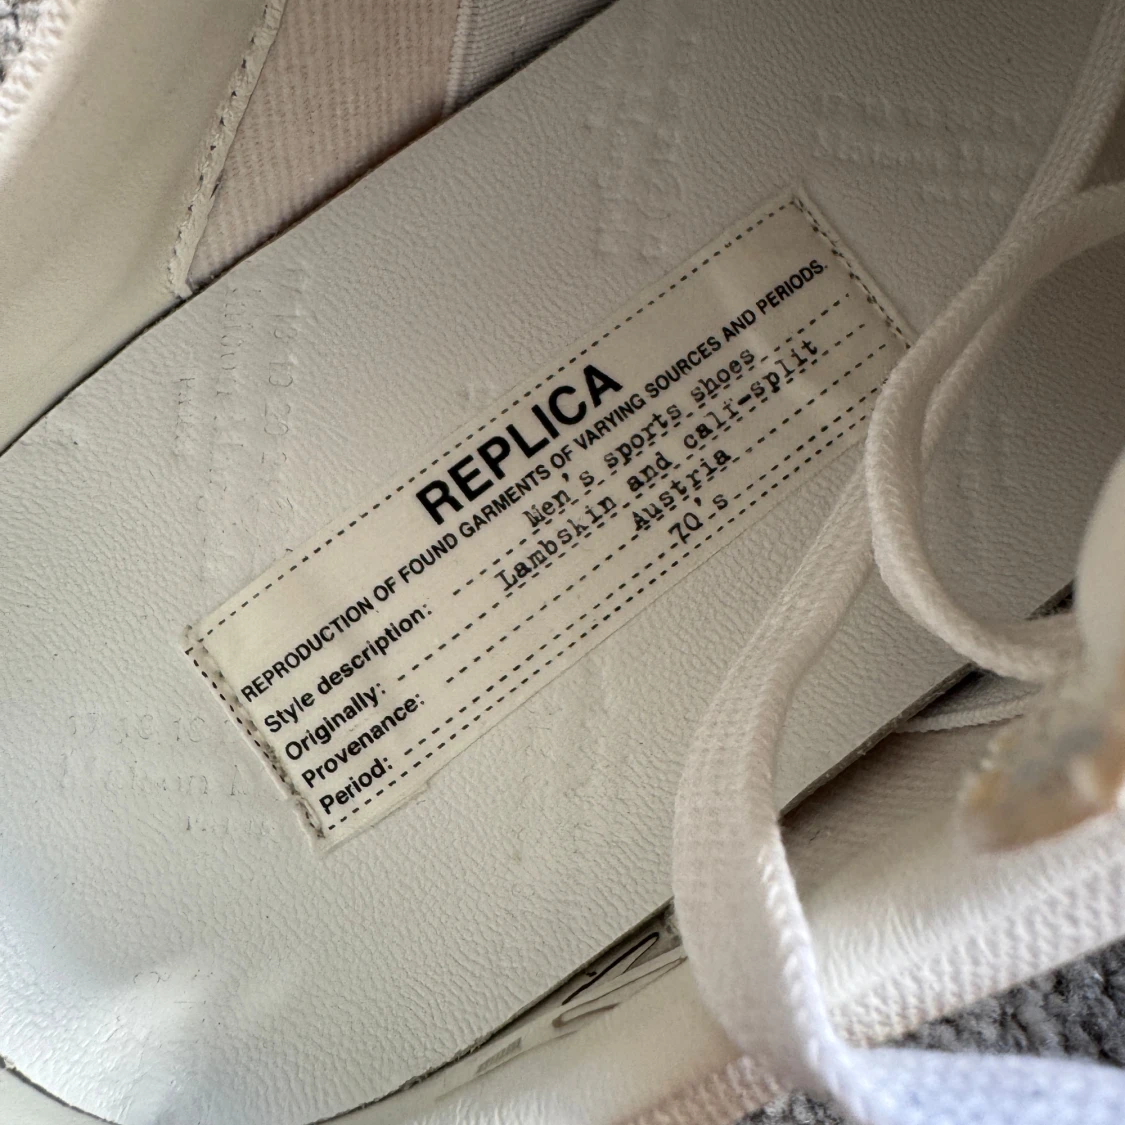 REPLICA
REPRODUCTION OF FOUND GARMENTS OF VARYING SOURCES AND PERIODS.
Style description: Men's sports shoes
Originally: Lambskin and calf-split
Provenance: Austria
Period: 70's